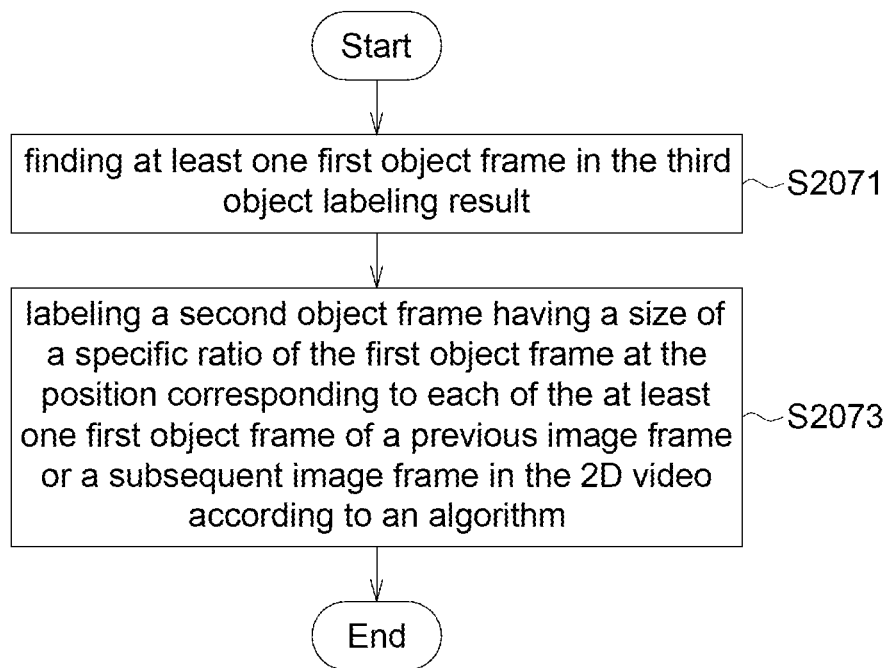 Start
finding at least one first object frame in the third
object labeling result
S2071
labeling a second object frame having a size of
a specific ratio of the first object frame at the
position corresponding to each of the at least
one first object frame of a previous image frame
or a subsequent image frame in the 2D video
according to an algorithm
S2073
End